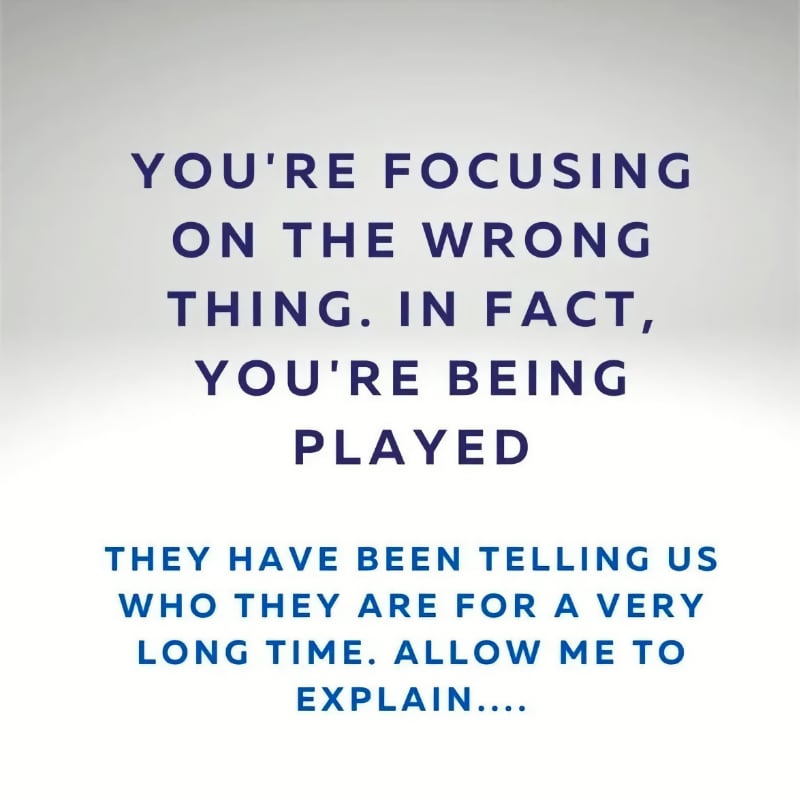 YOU'RE FOCUSING
ON THE WRONG
THING. IN FACT,
YOU'RE BEING
PLAYED
THEY HAVE BEEN TELLING US
WHO THEY ARE FOR A VERY
LONG TIME. ALLOW ME TO
EXPLAIN....